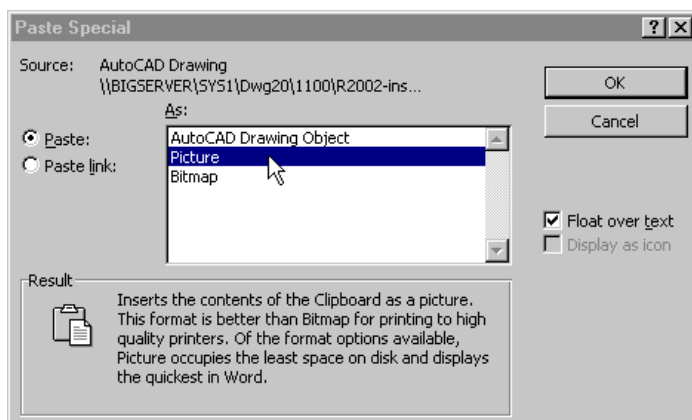 Paste Special
Source: AutoCAD Drawing
\\BIGSERVER\SYS1\Dwg20\1100\R2002-ins...
As:
Paste:
Paste link:
AutoCAD Drawing Object
Picture
Bitmap
OK
Cancel
Float over text
Display as icon
Result
Inserts the contents of the Clipboard as a picture.
This format is better than Bitmap for printing to high
quality printers. Of the format options available,
Picture occupies the least space on disk and displays
the quickest in Word.